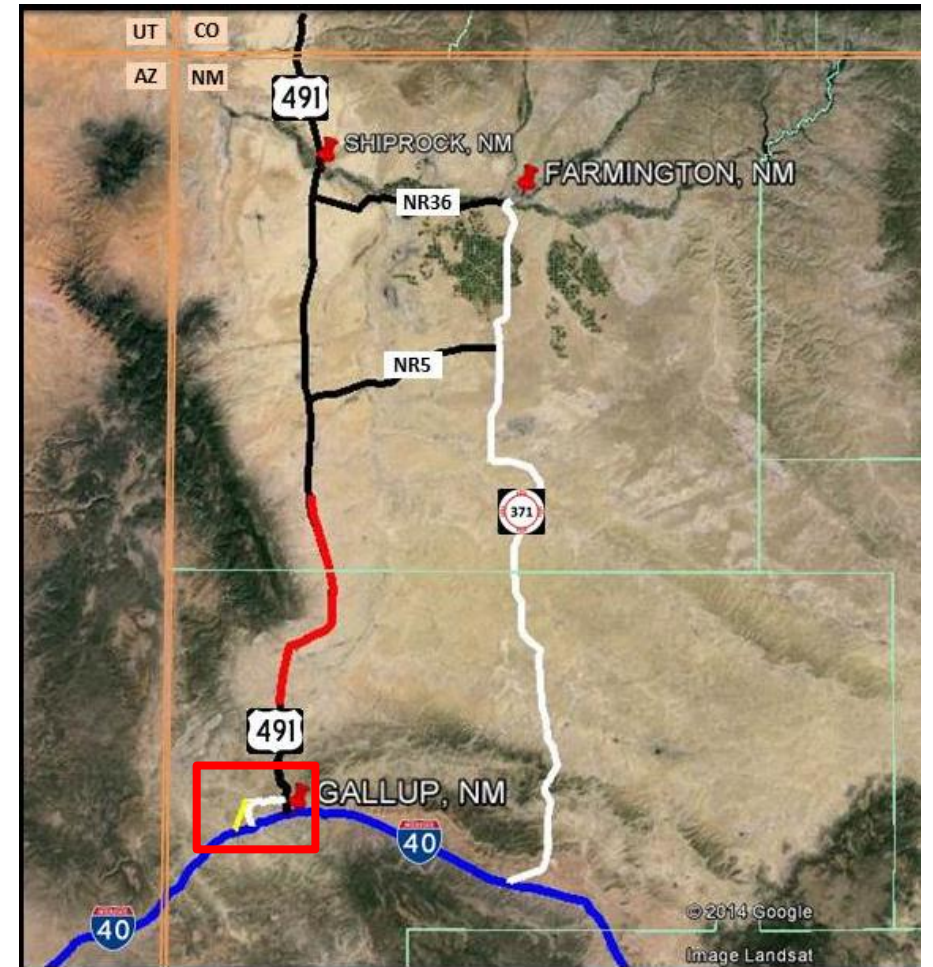 UT CO
AZ NM
491
SHIPROCK, NM
FARMINGTON, NM
NR36
NR5
371
491
GALLUP, NM
40
40
© 2014 Google
Image Landsat